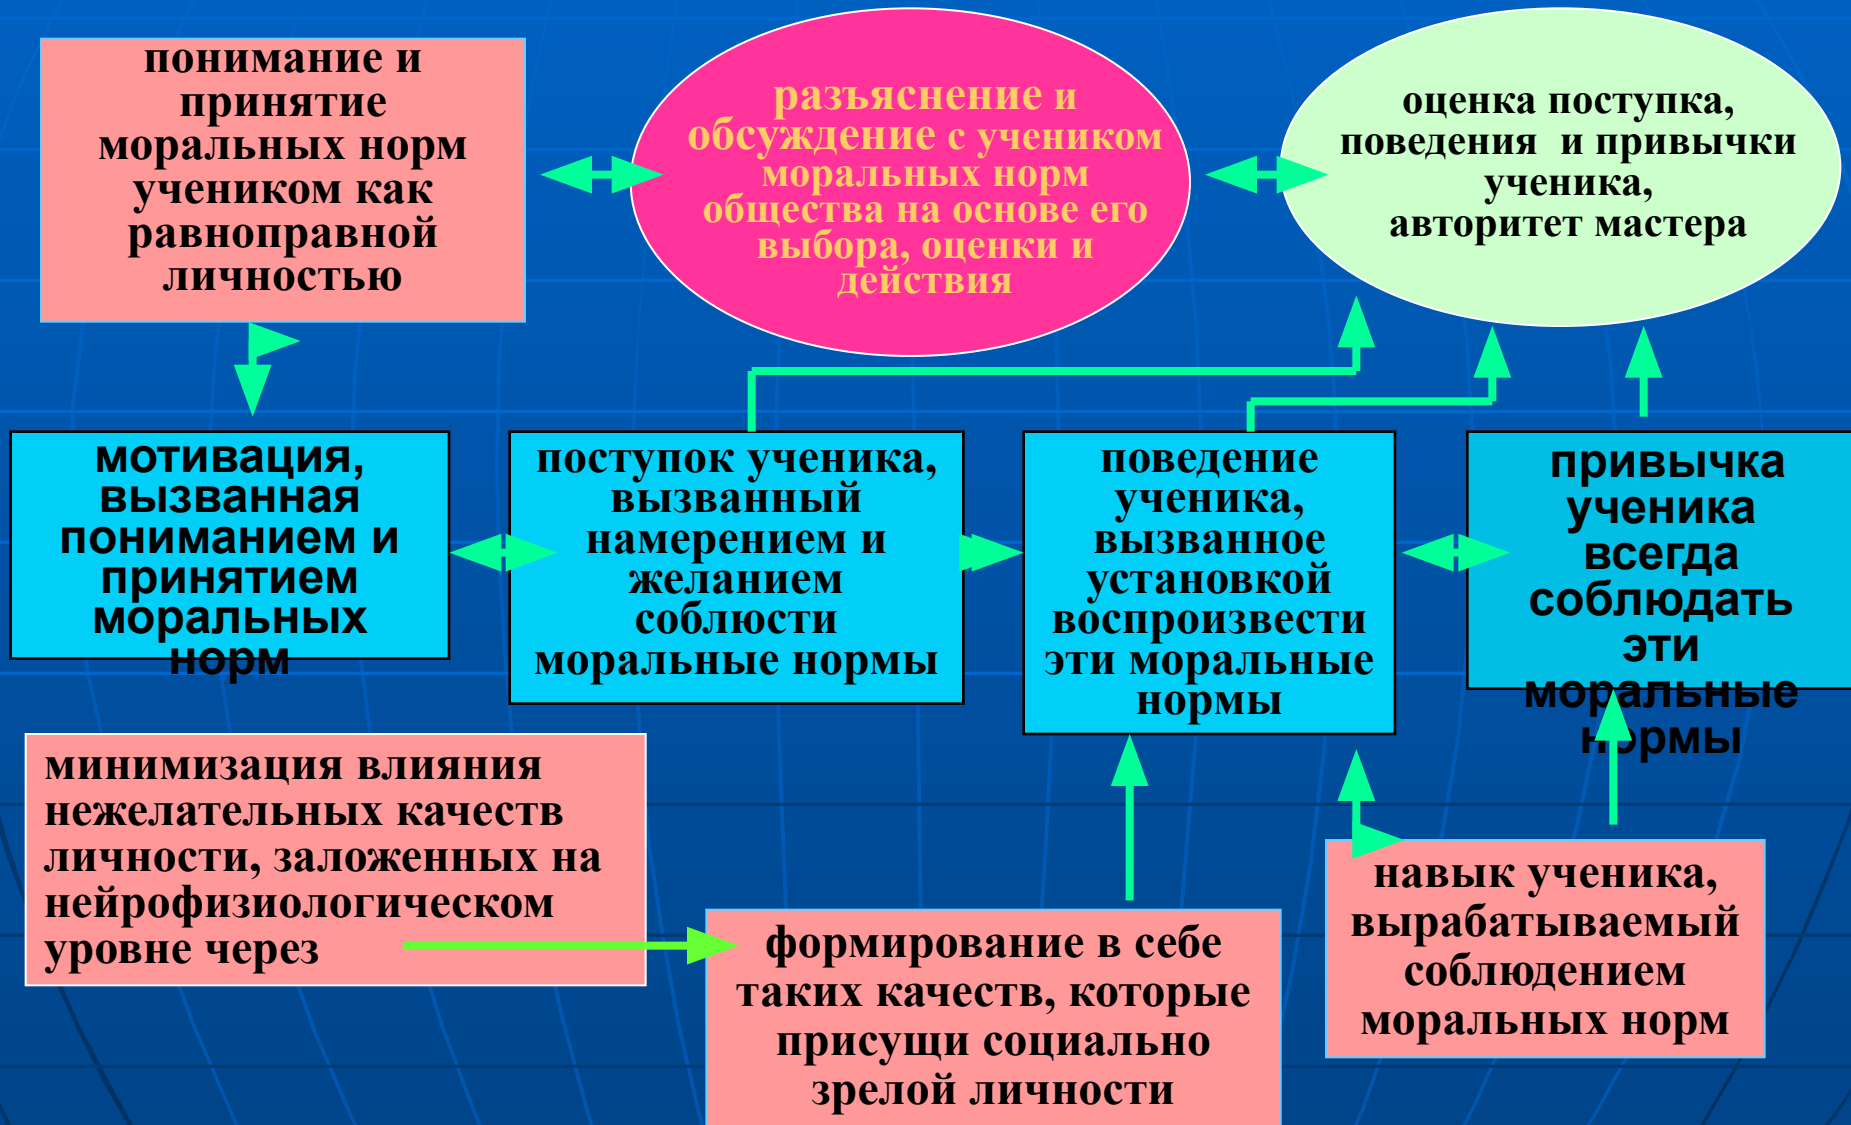 понимание и
принятие
моральных норм
учеником как
равноправной
личностью
разъяснение и
обсуждение с учеником
моральных норм
общества на основе его
выбора, оценки и
действия
оценка поступка,
поведения и привычки
ученика,
авторитет мастера
мотивация,
вызванная
пониманием и
принятием
моральных
норм
поступок ученика,
вызванный
намерением и
желанием
соблюсти
моральные нормы
поведение
ученика,
вызванное
установкой
воспроизвести
эти моральные
нормы
привычка
ученика
всегда
соблюдать
эти
моральные
нормы
минимизация влияния
нежелательных качеств
личности, заложенных на
нейрофизиологическом
уровне через
формирование в себе
таких качеств, которые
присущи социально
зрелой личности
навык ученика,
вырабатываемый
соблюдением
моральных норм